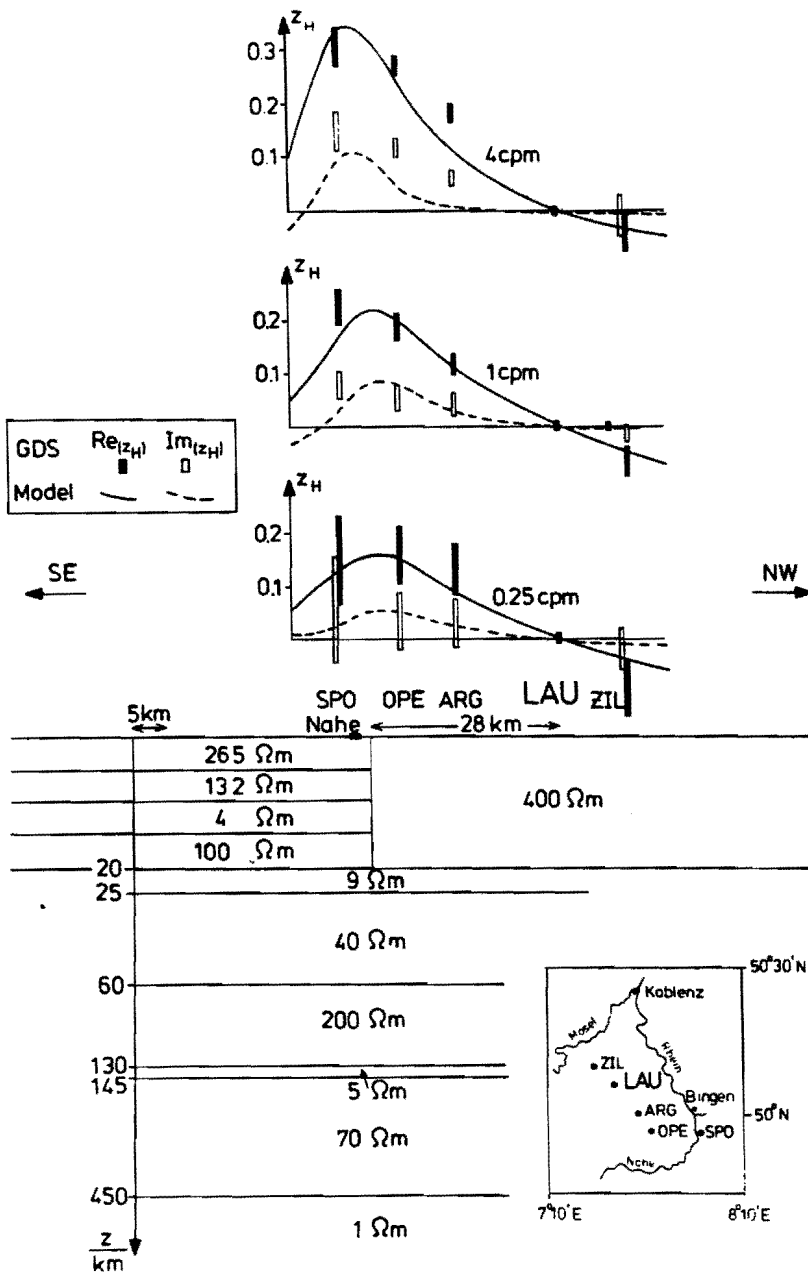 z_H
0.3
0.2
0.1
4cpm
z_H
0.2
0.1
1cpm
GDS Re(z_H) Im(z_H)
Model
z_H
0.2
0.1
0.25cpm
SE
NW
SPO OPE ARG LAU ZIL
5km
Nahe
28 km
265 Ωm
132 Ωm
4 Ωm
100 Ωm
400 Ωm
20
9 Ωm
25
40 Ωm
60
200 Ωm
130
145
5 Ωm
70 Ωm
450
1 Ωm
z
km
50°30'N
Koblenz
Mosel
Rhein
ZIL
LAU
Bingen
ARG
50°N
OPE
SPO
7°10'E
8°10'E